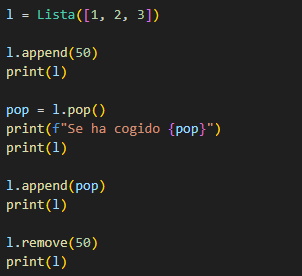 l = Lista([1, 2, 3])
l.append(50)
print(l)
pop = l.pop()
print(f"Se ha cogido {pop}")
print(l)
l.append(pop)
print(l)
l.remove(50)
print(l)